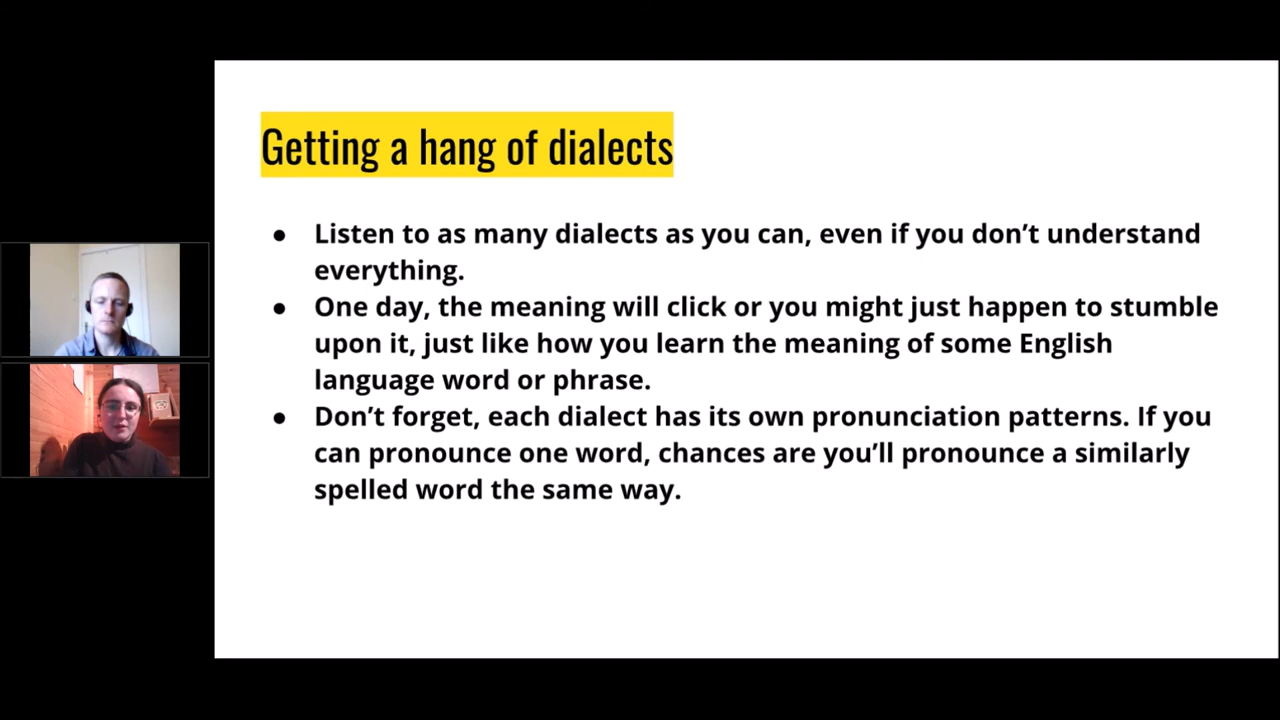 Getting a hang of dialects
● Listen to as many dialects as you can, even if you don’t understand
everything.
● One day, the meaning will click or you might just happen to stumble
upon it, just like how you learn the meaning of some English
language word or phrase.
● Don’t forget, each dialect has its own pronunciation patterns. If you
can pronounce one word, chances are you’ll pronounce a similarly
spelled word the same way.